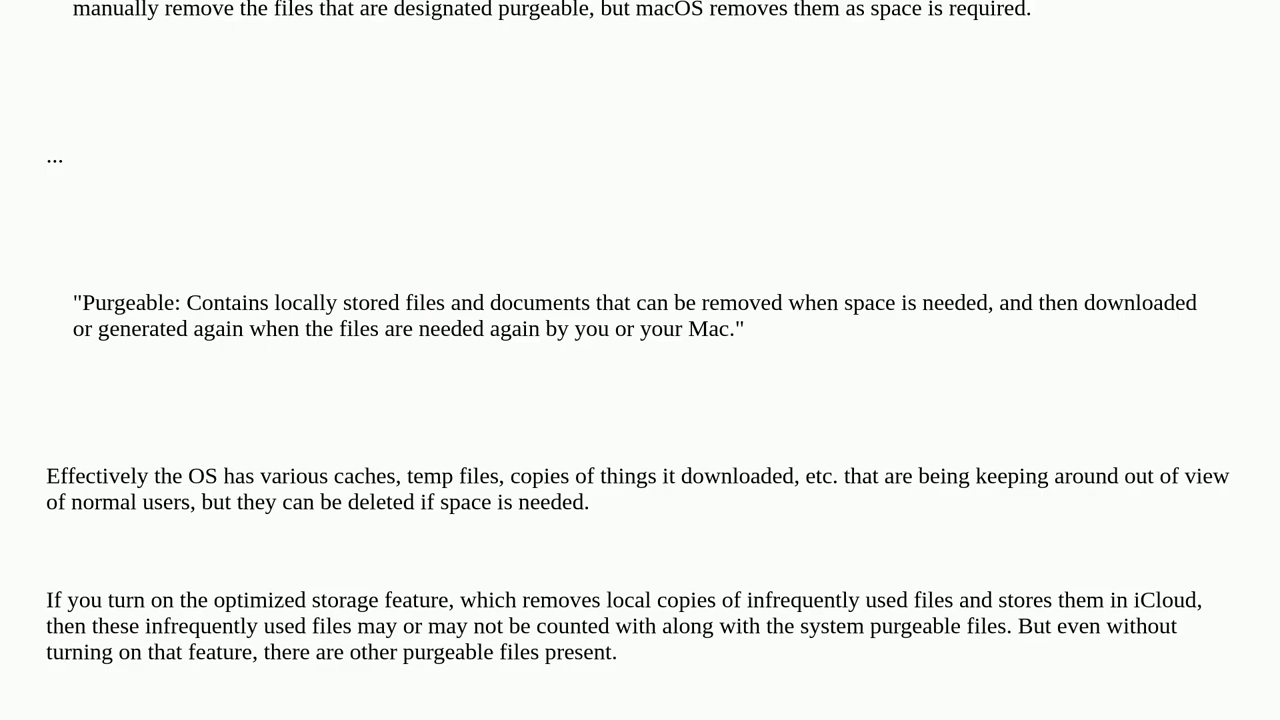 manually remove the files that are designated purgeable, but macOS removes them as space is required.
...
"Purgeable: Contains locally stored files and documents that can be removed when space is needed, and then downloaded
or generated again when the files are needed again by you or your Mac."
Effectively the OS has various caches, temp files, copies of things it downloaded, etc. that are being keeping around out of view
of normal users, but they can be deleted if space is needed.
If you turn on the optimized storage feature, which removes local copies of infrequently used files and stores them in iCloud,
then these infrequently used files may or may not be counted with along with the system purgeable files. But even without
turning on that feature, there are other purgeable files present.